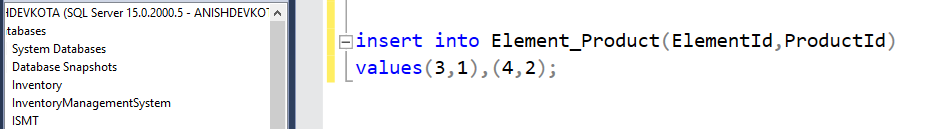 HDEVKOTA (SQL Server 15.0.2000.5 - ANISHDEVKOT
tabases
System Databases
Database Snapshots
Inventory
InventoryManagementSystem
ISMT
insert into Element_Product(ElementId,ProductId)
values(3,1),(4,2);